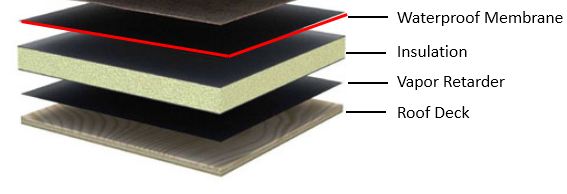 Waterproof Membrane
Insulation
Vapor Retarder
Roof Deck